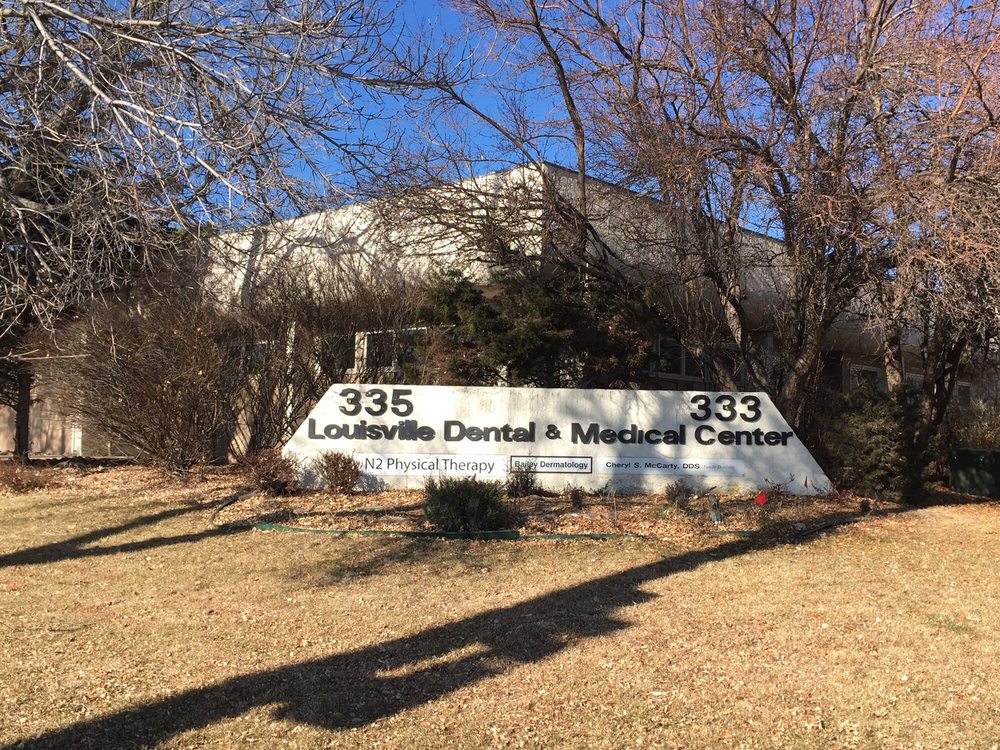 335 333
Louisville Dental & Medical Center
N2 Physical Therapy Bailey Dermatology Cheryl S. McCarty, DDS